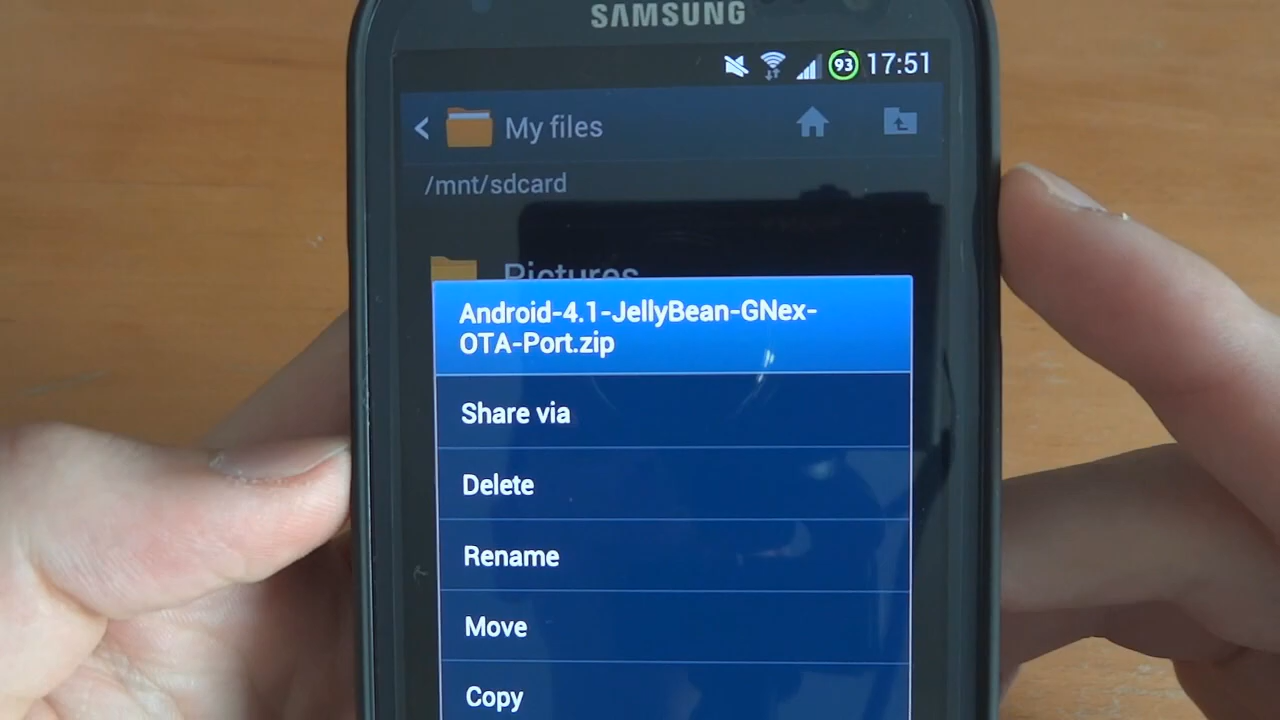 SAMSUNG
93 17:51
My files
/mnt/sdcard
Pictures
Android-4.1-JellyBean-GNex-
OTA-Port.zip
Share via
Delete
Rename
Move
Copy